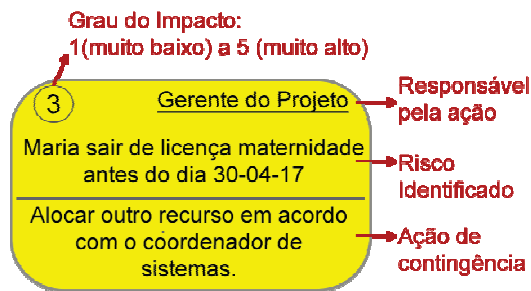 Grau do Impacto:
1(muito baixo) a 5 (muito alto)
3
Gerente do Projeto
Responsável
pela ação
Maria sair de licença maternidade
antes do dia 30-04-17
Risco
Identificado
Alocar outro recurso em acordo
com o coordenador de
sistemas.
Ação de
contingência